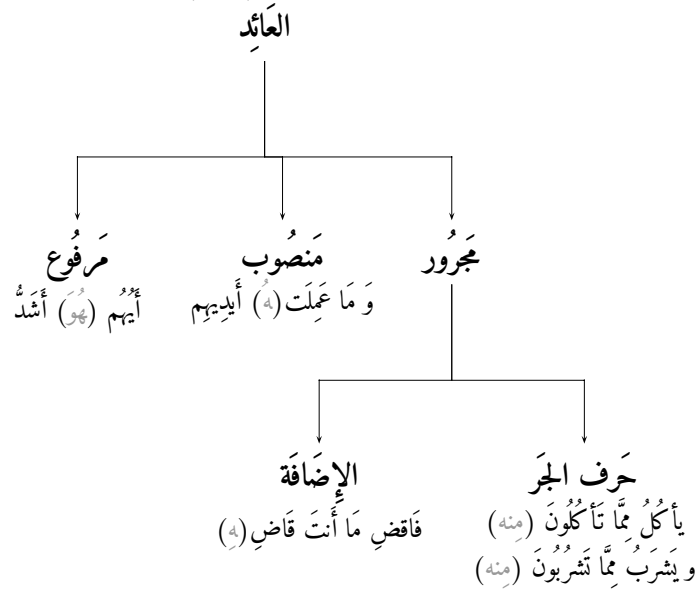 العَائِد
مَجرُور
مَنصُوب
وَ مَا عَمِلَت(هُ) أَيدِيهِم
مَرفُوع
أَيُّهُم (هُوَ) أَشَدُّ
حَرف الجَر
يأكُلُ مِمَّا تَأكُلُونَ (مِنه)
و يَشرَبُ مِمَّا تَشرُبُونَ (مِنه)
الإِضَافَة
فَاقضِ مَا أَنتَ قَاضِ(هِ)